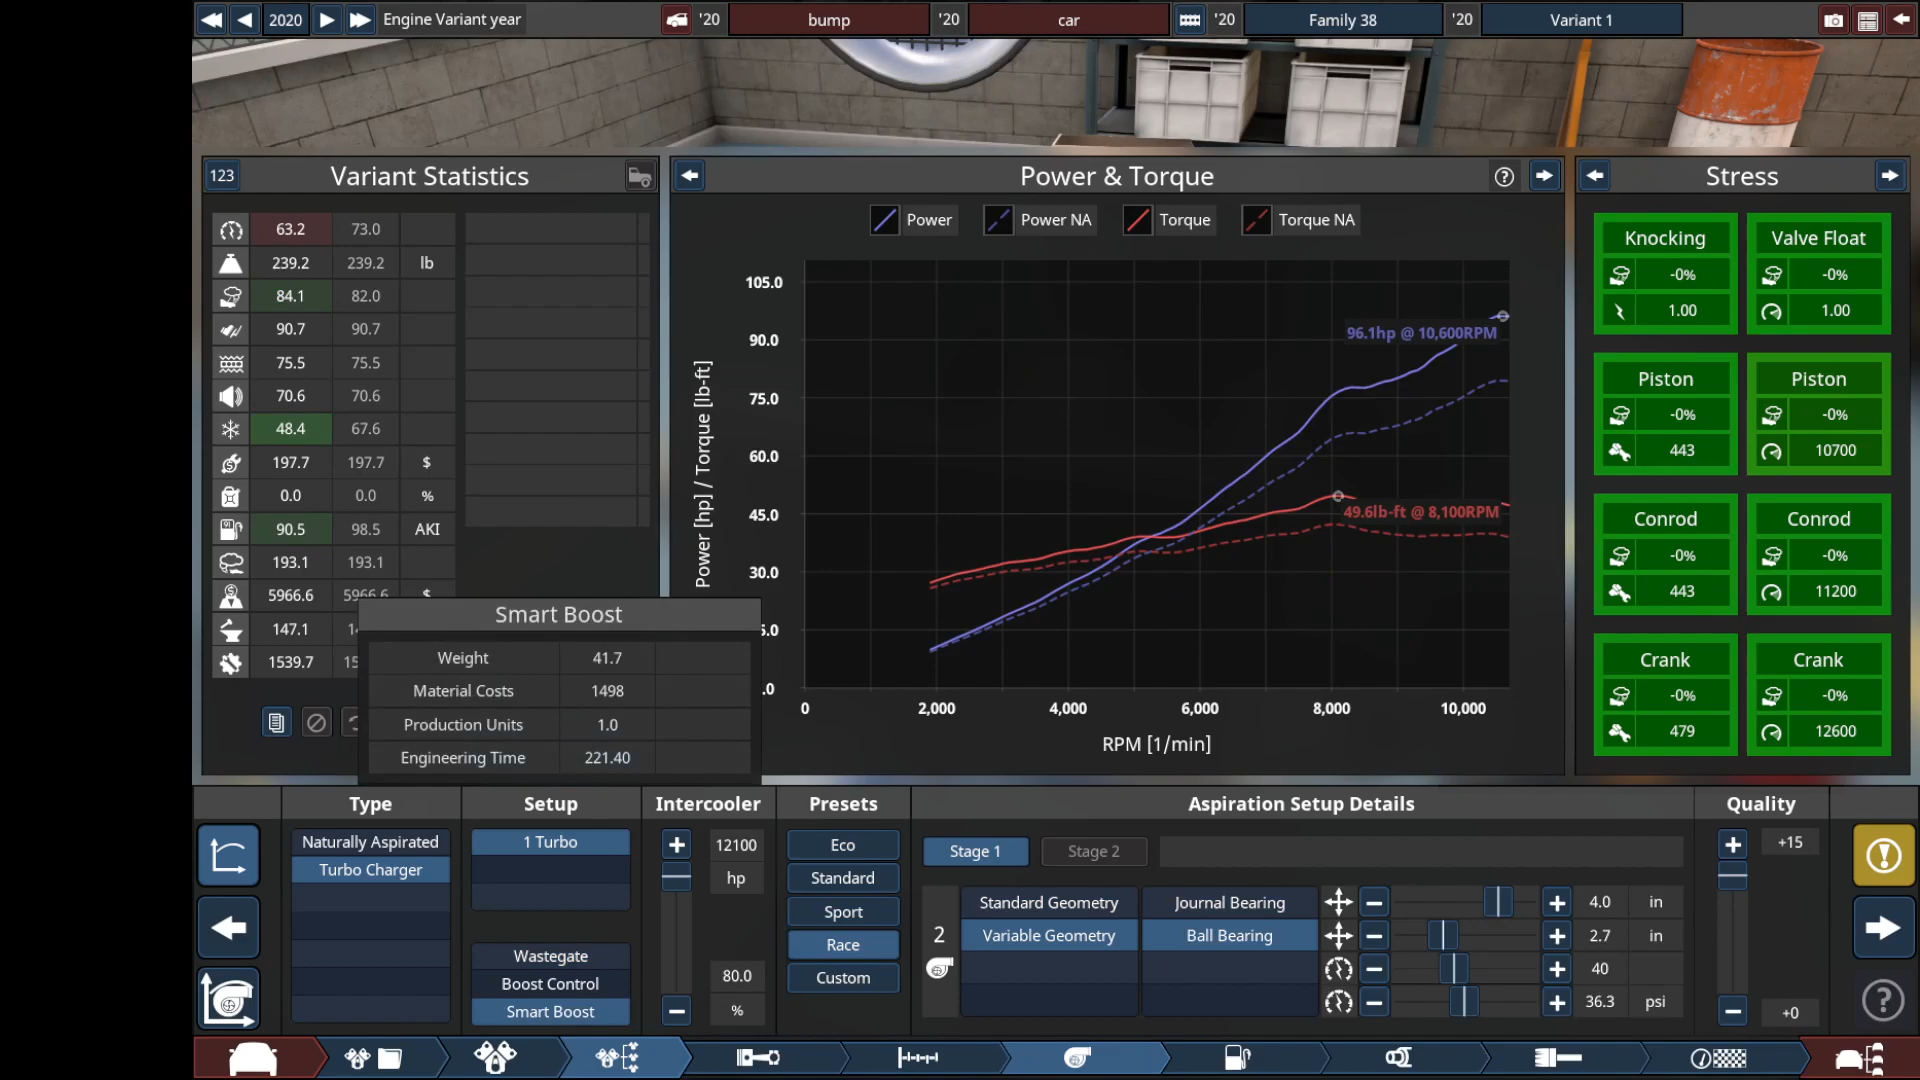 2020
Engine Variant year
'20
bump
'20
car
'20
Family 38
'20
Variant 1
123
Variant Statistics
63.2 73.0
239.2 239.2 lb
84.1 82.0
90.7 90.7
75.5 75.5
70.6 70.6
48.4 67.6
197.7 197.7 $
0.0 0.0 %
90.5 98.5 AKI
193.1 193.1
5966.6 5966.6 $
147.1
1539.7
Smart Boost
Weight 41.7
Material Costs 1498
Production Units 1.0
Engineering Time 221.40
Power & Torque
Power
Power NA
Torque
Torque NA
105.0
90.0
75.0
60.0
45.0
30.0
Power [hp] / Torque [lb-ft]
96.1hp @ 10,600RPM
49.6lb-ft @ 8,100RPM
0
2,000
4,000
6,000
8,000
10,000
RPM [1/min]
Stress
Knocking
-0%
1.00
Valve Float
-0%
1.00
Piston
-0%
443
Piston
-0%
10700
Conrod
-0%
443
Conrod
-0%
11200
Crank
-0%
479
Crank
-0%
12600
Type
Naturally Aspirated
Turbo Charger
Setup
1 Turbo
Wastegate
Boost Control
Smart Boost
Intercooler
12100
hp
80.0
%
Presets
Eco
Standard
Sport
Race
Custom
Aspiration Setup Details
Stage 1
Stage 2
2
Standard Geometry
Variable Geometry
Journal Bearing
Ball Bearing
4.0 in
2.7 in
40
36.3 psi
Quality
+15
+0